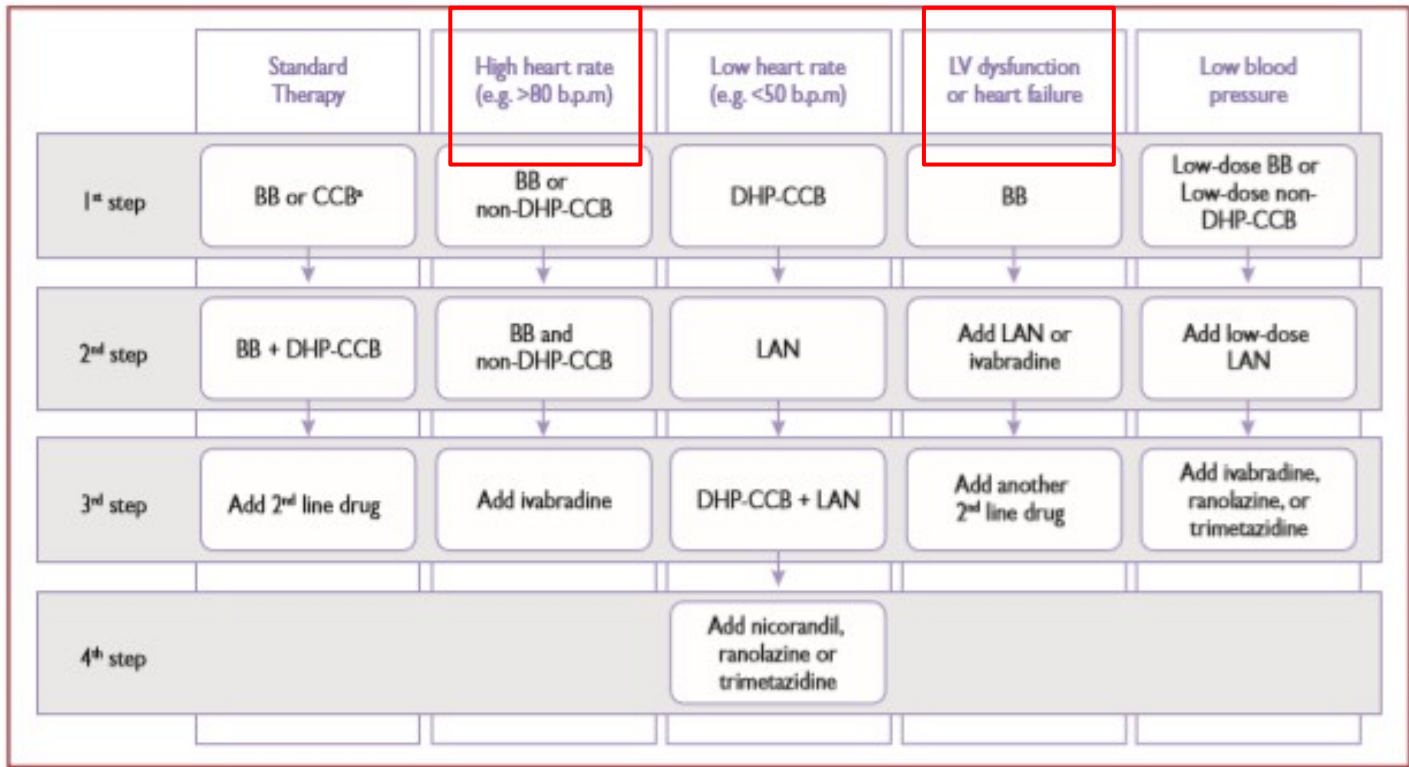 Standard
Therapy
High heart rate
(e.g. >80 b.p.m)
Low heart rate
(e.g. <50 b.p.m)
LV dysfunction
or heart failure
Low blood
pressure
1st step
BB or CCBª
BB or
non-DHP-CCB
DHP-CCB
BB
Low-dose BB or
Low-dose non-
DHP-CCB
2nd step
BB + DHP-CCB
BB and
non-DHP-CCB
LAN
Add LAN or
ivabradine
Add low-dose
LAN
3rd step
Add 2nd line drug
Add ivabradine
DHP-CCB + LAN
Add another
2nd line drug
Add ivabradine,
ranolazine, or
trimetazidine
4th step
Add nicorandil,
ranolazine or
trimetazidine